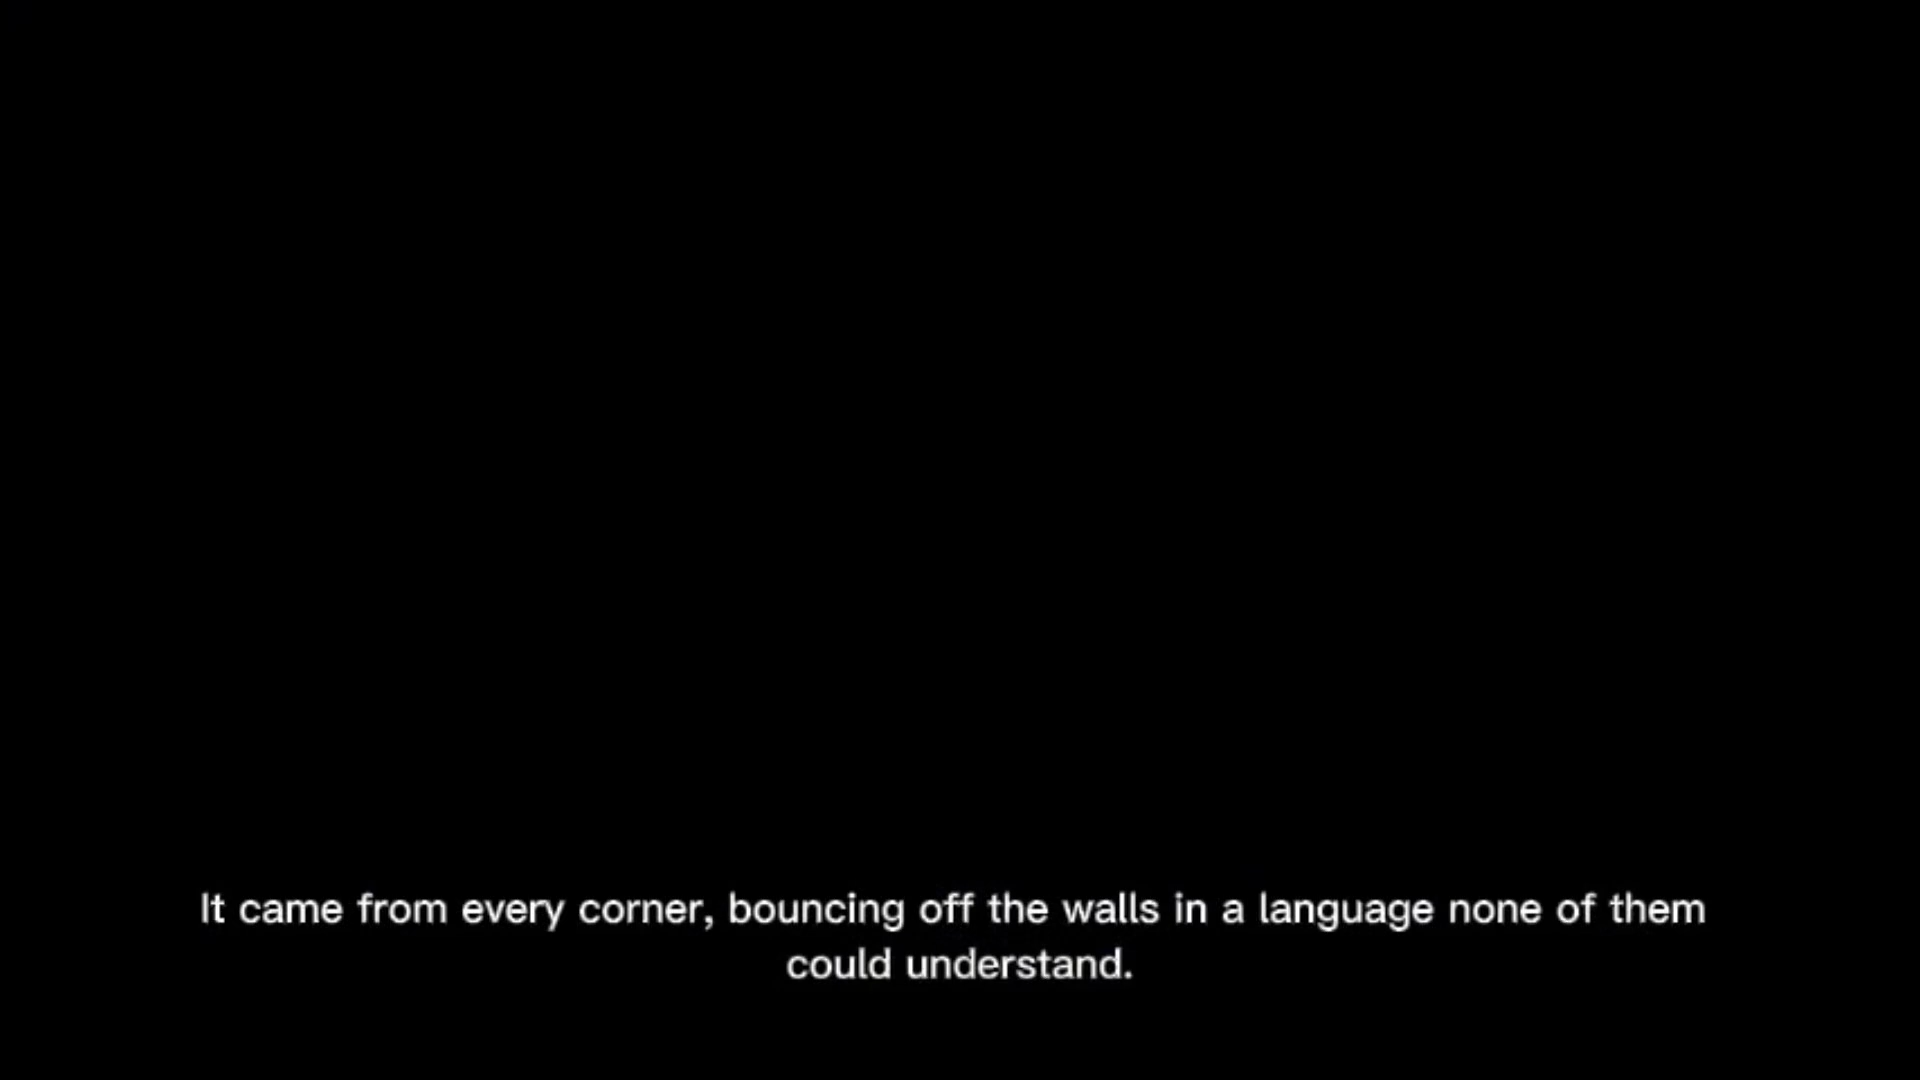 It came from every corner, bouncing off the walls in a language none of them
could understand.